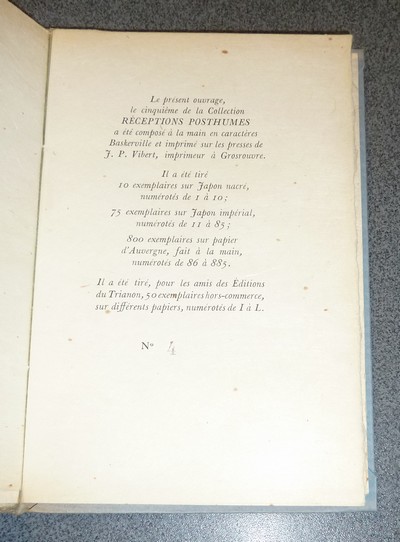 Le présent ouvrage,
le cinquième de la Collection
RÉCEPTIONS POSTHUMES
a été composé à la main en caractères
Baskerville et imprimé sur les presses de
J. P. Vibert, imprimeur à Grosrouvre.
Il a été tiré
10 exemplaires sur Japon nacre,
numérotés de 1 à 10;
75 exemplaires sur Japon impérial,
numérotés de 11 à 85;
800 exemplaires sur papier
d'Auvergne, fait à la main,
numérotés de 86 à 885.
Il a été tiré, pour les amis des Éditions
du Trianon, 50 exemplaires hors-commerce,
sur différents papiers, numérotés de I à L.
Nº